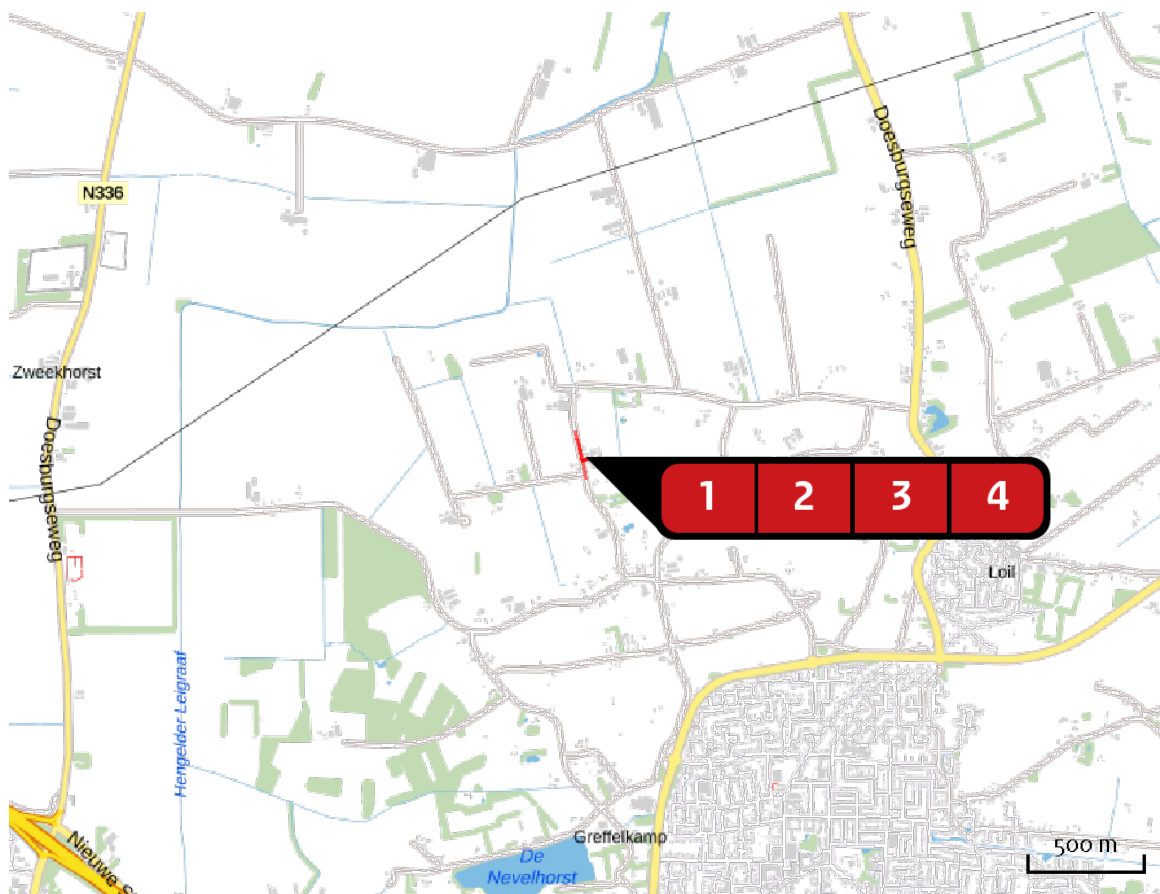 Doesburgseweg
N336
Zweekhorst
Doesburgseweg
1 2 3 4
Loil
Hengelder Leigraaf
Greffelkamp
De
Nevelhorst
Nieuwe S
500 m